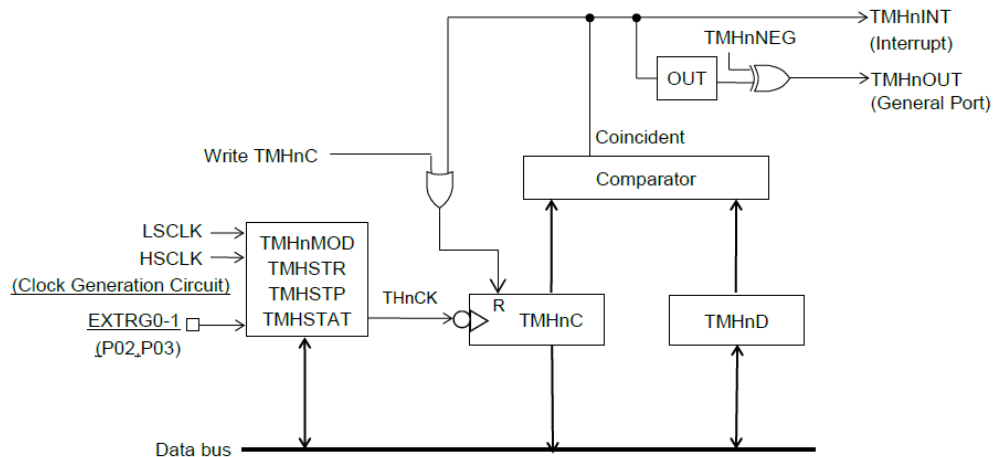 TMHnINT
(Interrupt)
TMHnNEG
OUT
TMHnOUT
(General Port)
Coincident
Write TMHnC
Comparator
LSCLK
HSCLK
(Clock Generation Circuit)
EXTRG0-1
(P02,P03)
TMHnMOD
TMHSTR
TMHSTP
TMHSTAT
THnCK
R
TMHnC
TMHnD
Data bus